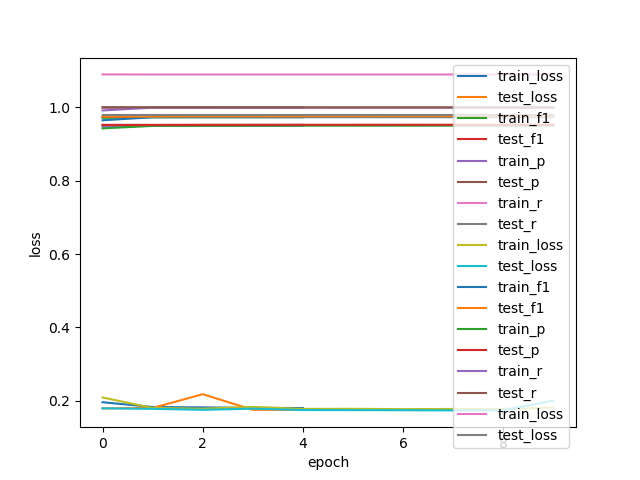 1.0
0.8
0.6
0.4
0.2
loss
0
2
4
6
8
epoch
train_loss
test_loss
train_f1
test_f1
train_p
test_p
train_r
test_r
train_loss
test_loss
train_f1
test_f1
train_p
test_p
train_r
test_r
train_loss
test_loss